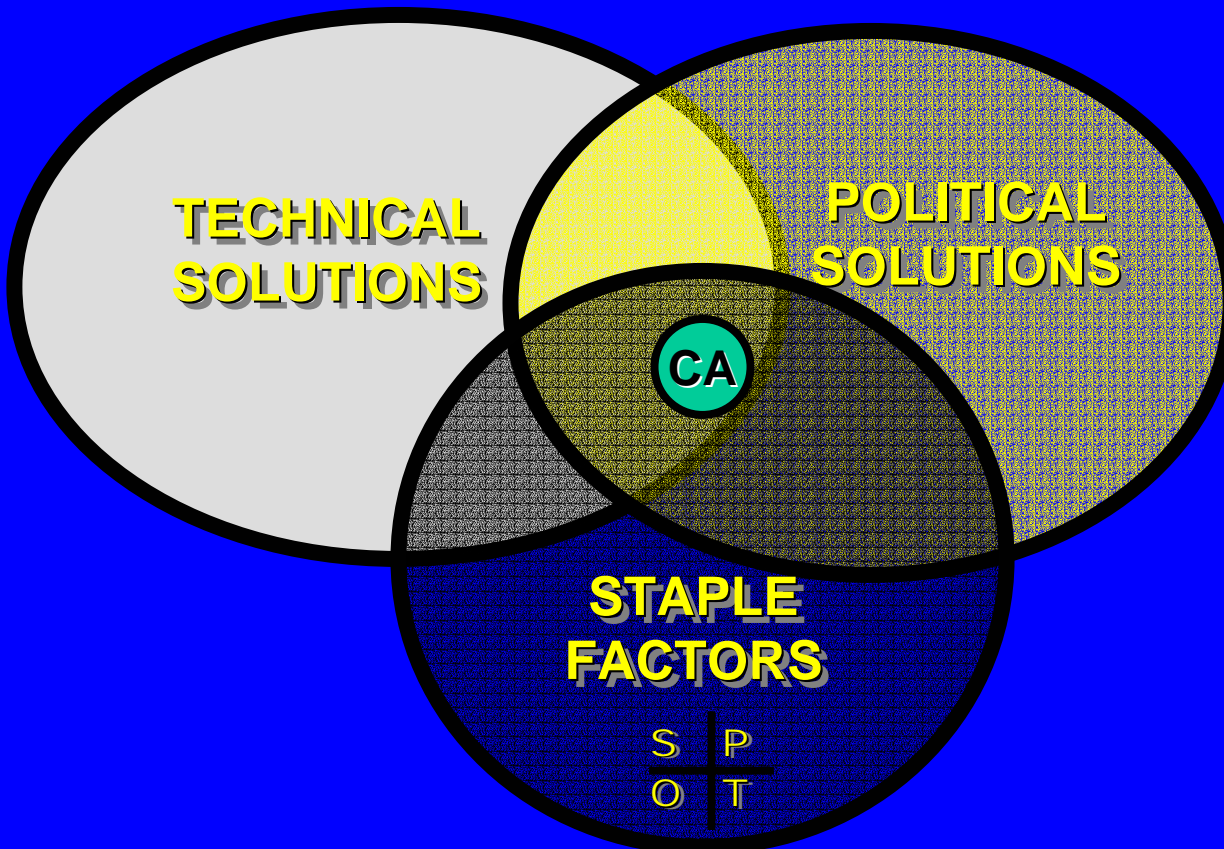 TECHNICAL
SOLUTIONS
POLITICAL
SOLUTIONS
CA
STAPLE
FACTORS
S P
O T